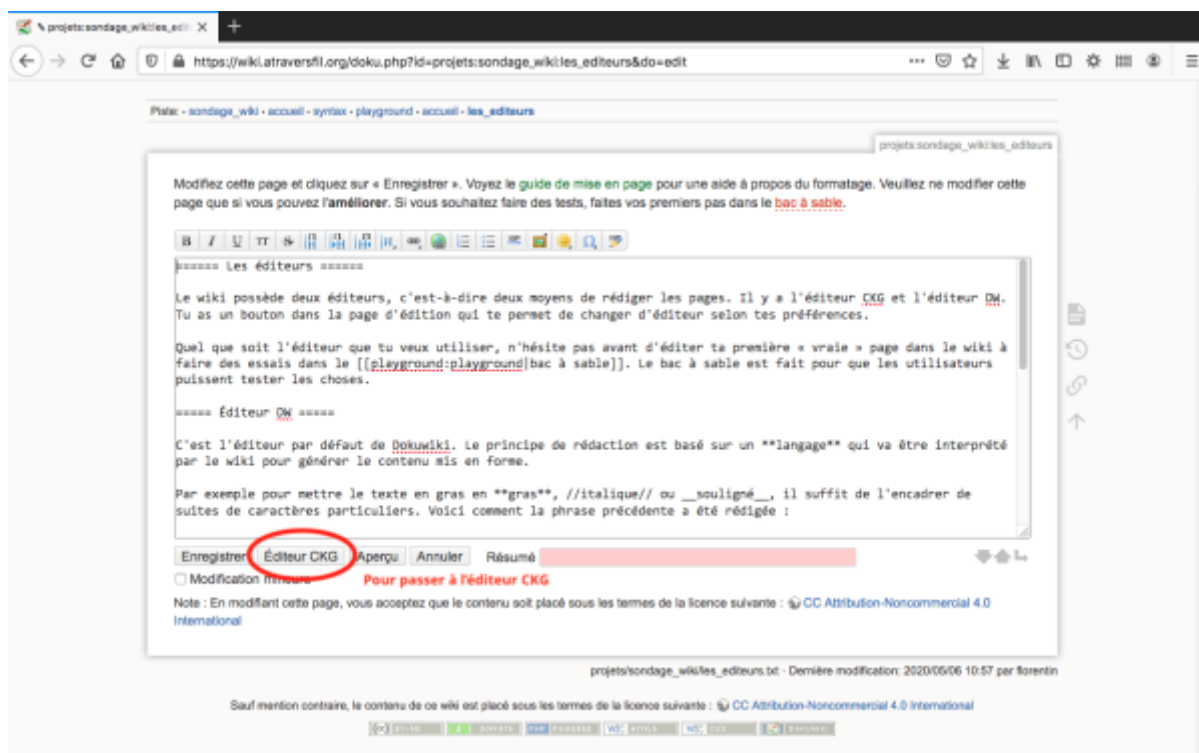 projets:sondage_wiki:les_edit
https://wiki.atraversfil.org/doku.php?id=projets:sondage_wiki:les_editeurs&do=edit
Piste: • sondage_wiki • accueil • syntax • playground • accueil • les_editeurs
projets:sondage_wiki:les_editeurs
Modifiez cette page et cliquez sur « Enregistrer ». Voyez le guide de mise en page pour une aide à propos du formatage. Veuillez ne modifier cette
page que si vous pouvez l'améliorer. Si vous souhaitez faire des tests, faites vos premiers pas dans le bac à sable.
B I U TT S
====== Les éditeurs ======
Le wiki possède deux éditeurs, c'est-à-dire deux moyens de rédiger les pages. Il y a l'éditeur CKG et l'éditeur DW.
Tu as un bouton dans la page d'édition qui te permet de changer d'éditeur selon tes préférences.
Quel que soit l'éditeur que tu veux utiliser, n'hésite pas avant d'éditer ta première « vraie » page dans le wiki à
faire des essais dans le [[playground:playground|bac à sable]]. Le bac à sable est fait pour que les utilisateurs
puissent tester les choses.
===== Éditeur DW =====
C'est l'éditeur par défaut de Dokuwiki. Le principe de rédaction est basé sur un **langage** qui va être interprété
par le wiki pour générer le contenu mis en forme.
Par exemple pour mettre le texte en gras en **gras**, //italique// ou __souligné__, il suffit de l'encadrer de
suites de caractères particuliers. Voici comment la phrase précédente a été rédigée :
Enregistrer Éditeur CKG Aperçu Annuler Résumé
Modification mineure Pour passer à l'éditeur CKG
Note : En modifiant cette page, vous acceptez que le contenu soit placé sous les termes de la licence suivante : CC Attribution-Noncommercial 4.0
International
projets/sondage_wiki/les_editeurs.txt · Dernière modification: 2020/05/06 10:57 par florentin
Sauf mention contraire, le contenu de ce wiki est placé sous les termes de la licence suivante : CC Attribution-Noncommercial 4.0 International
DONATE PHP POWERED W3C HTML5 W3C CSS DOKUWIKI